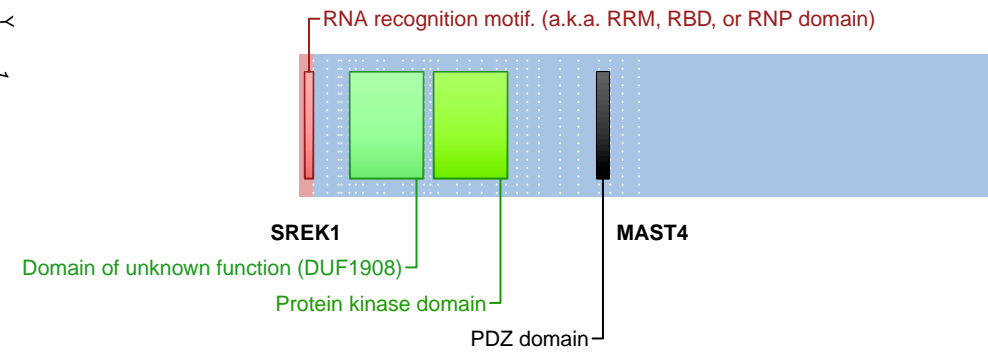 RNA recognition motif. (a.k.a. RRM, RBD, or RNP domain)
Y
SREK1
MAST4
Domain of unknown function (DUF1908)
Protein kinase domain
PDZ domain